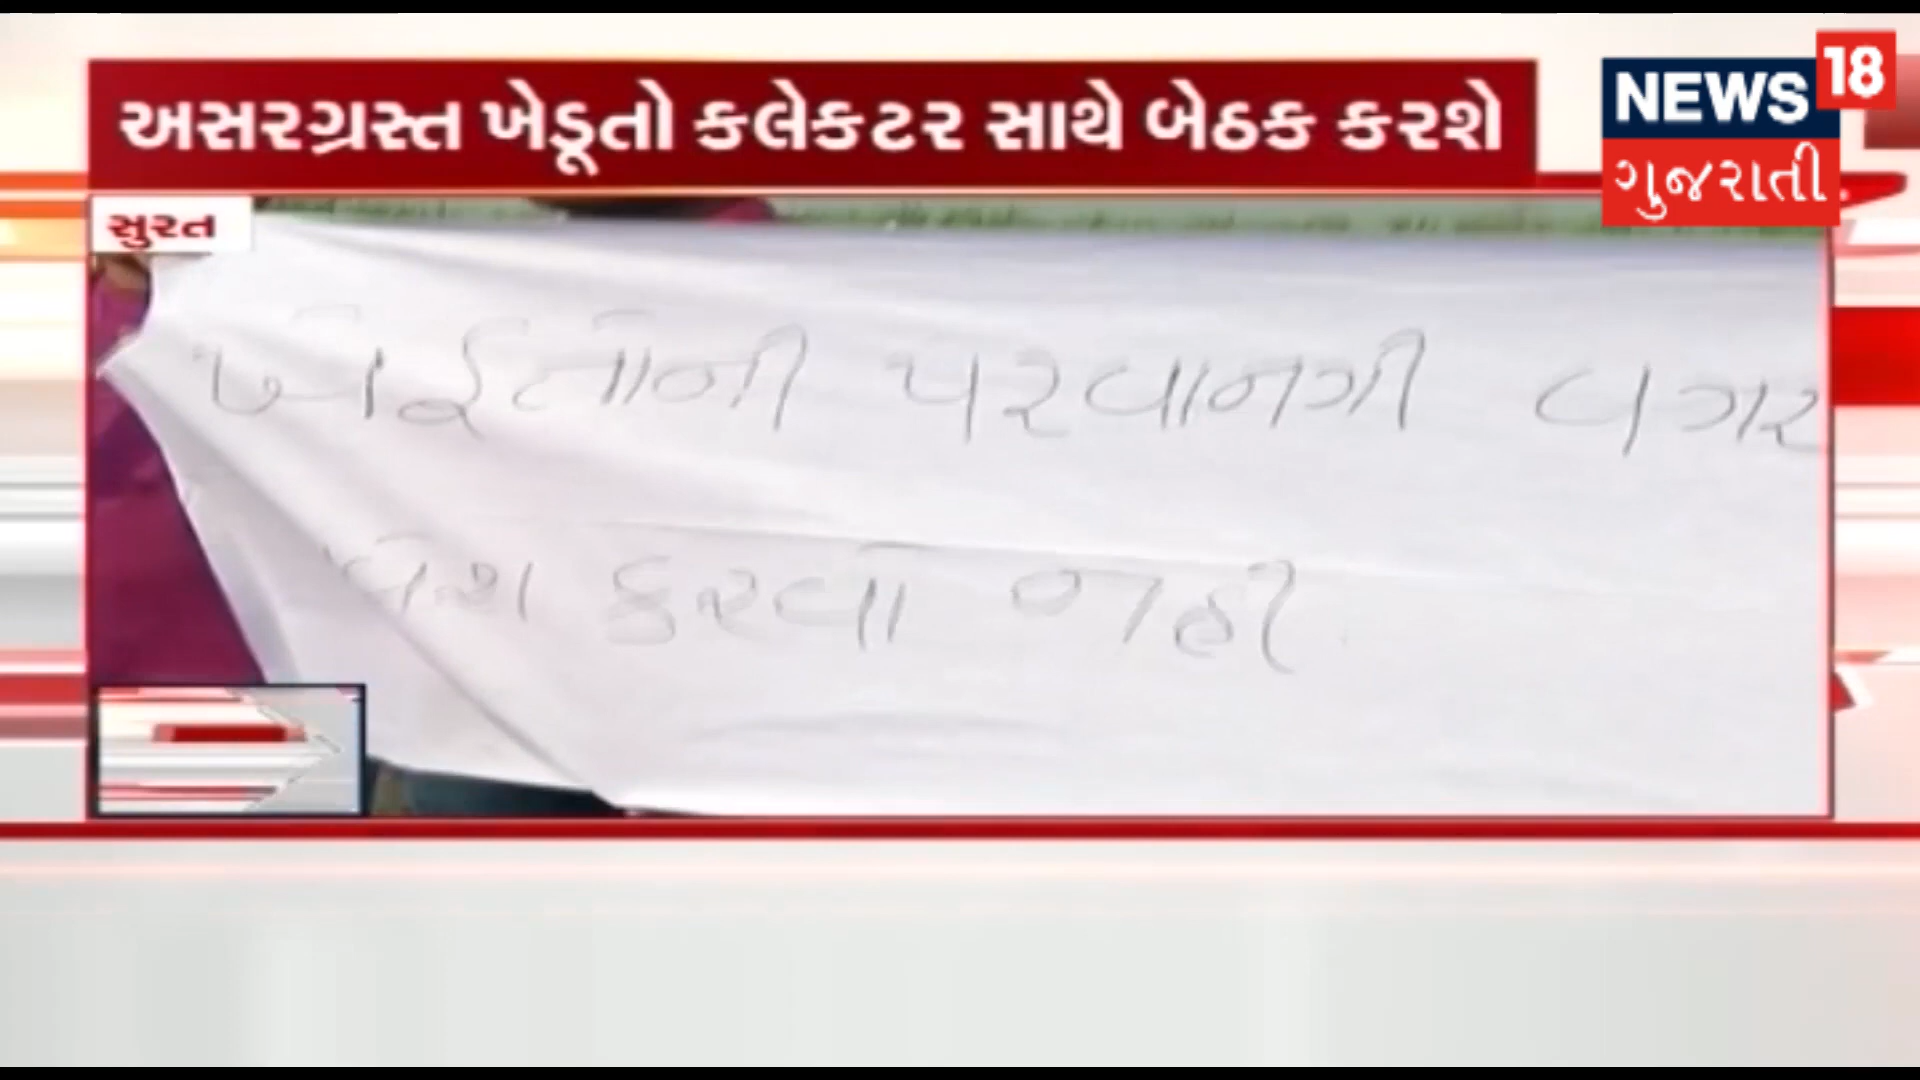 અસરગ્રસ્ત ખેડૂતો કલેકટર સાથે બેઠક કરશે
NEWS 18
ગુજરાતી
સુરત
ખેડૂતોની પરવાનગી વગર
કરવો નહી